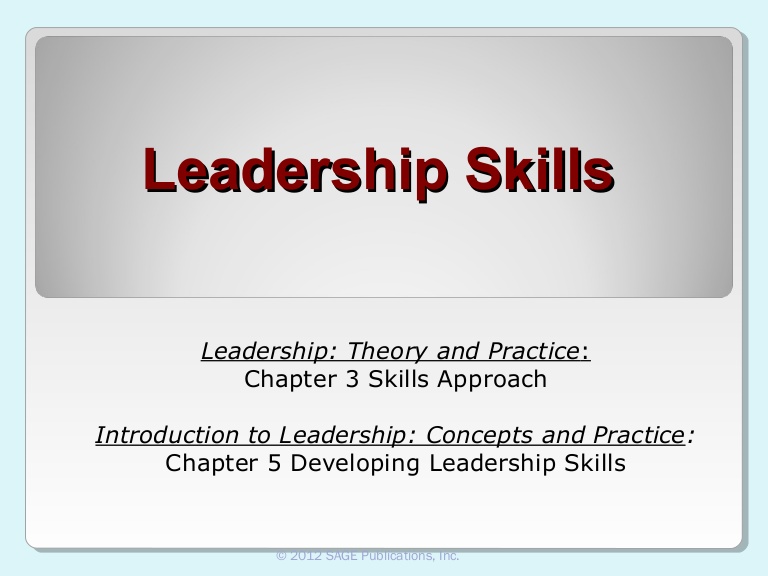 Leadership Skills
Leadership: Theory and Practice:
Chapter 3 Skills Approach
Introduction to Leadership: Concepts and Practice:
Chapter 5 Developing Leadership Skills
© 2012 SAGE Publications, Inc.